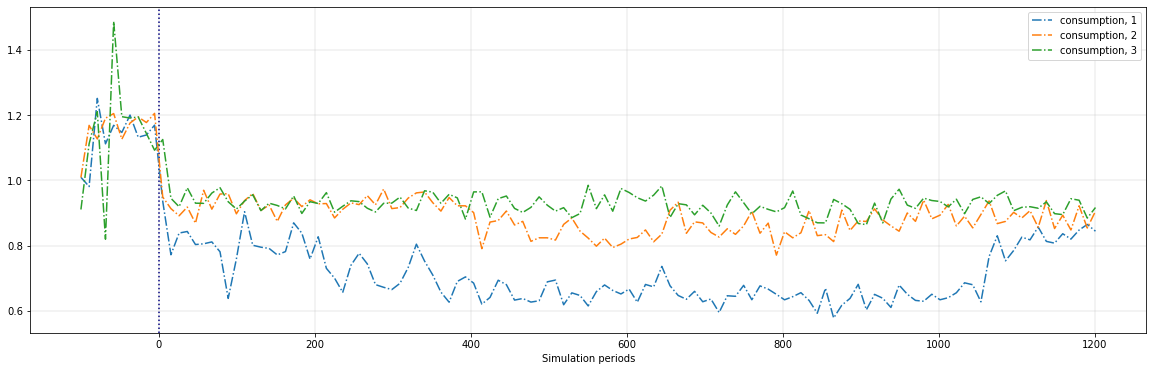 consumption, 1
consumption, 2
consumption, 3
1.4
1.2
1.0
0.8
0.6
0 200 400 600 800 1000 1200
Simulation periods